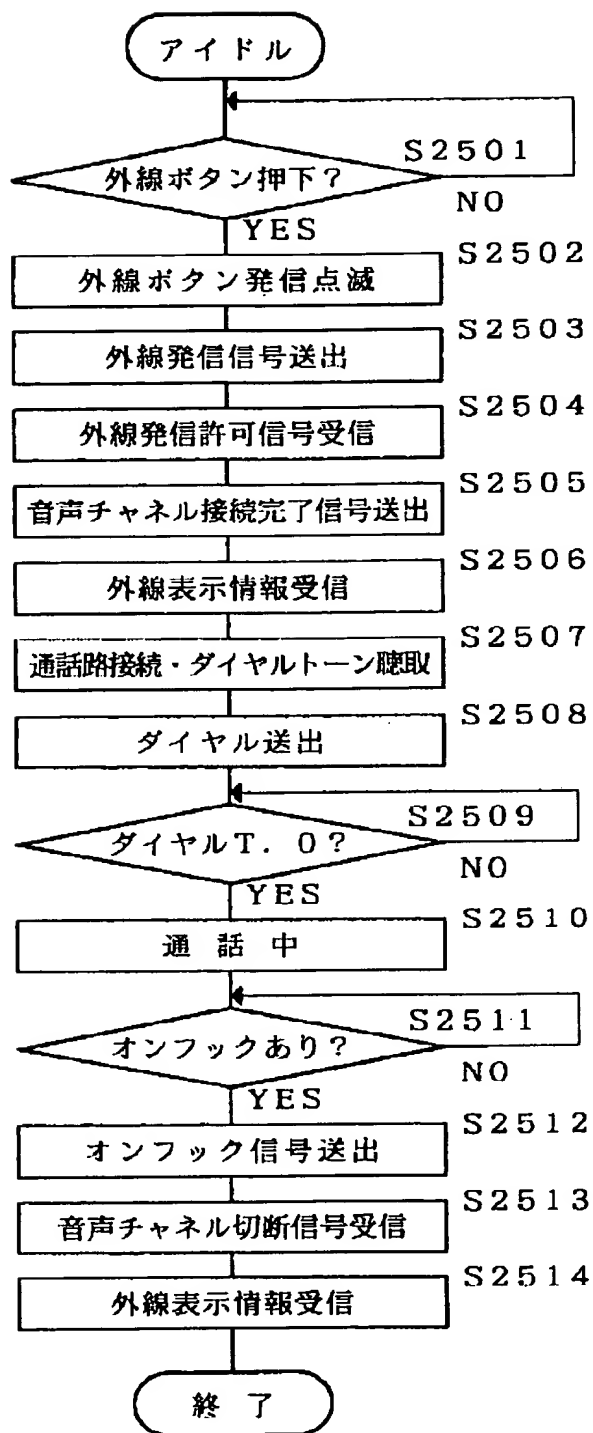 アイドル
S2501
外線ボタン押下?
NO
YES
S2502
外線ボタン発信点滅
S2503
外線発信信号送出
S2504
外線発信許可信号受信
S2505
音声チャネル接続完了信号送出
S2506
外線表示情報受信
S2507
通話路接続・ダイヤルトーン聴取
S2508
ダイヤル送出
S2509
ダイヤルT. O?
NO
YES
S2510
通 話 中
S2511
オンフックあり?
NO
YES
S2512
オンフック信号送出
S2513
音声チャネル切断信号受信
S2514
外線表示情報受信
終 了